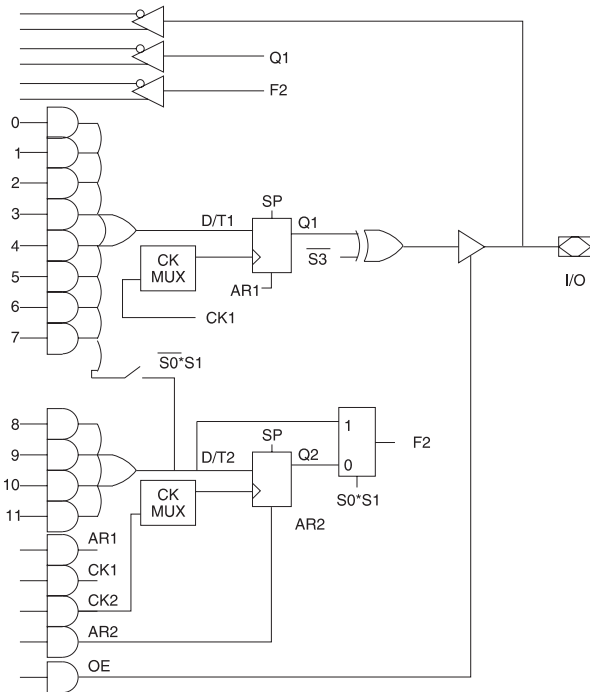 Q1
F2
0
1
2
3
4
5
6
7
SP
D/T1
Q1
CK
MUX
S3
AR1
CK1
I/O
S0*S1
8
9
10
11
SP
D/T2
Q2
1
0
F2
CK
MUX
S0*S1
AR2
AR1
CK1
CK2
AR2
OE